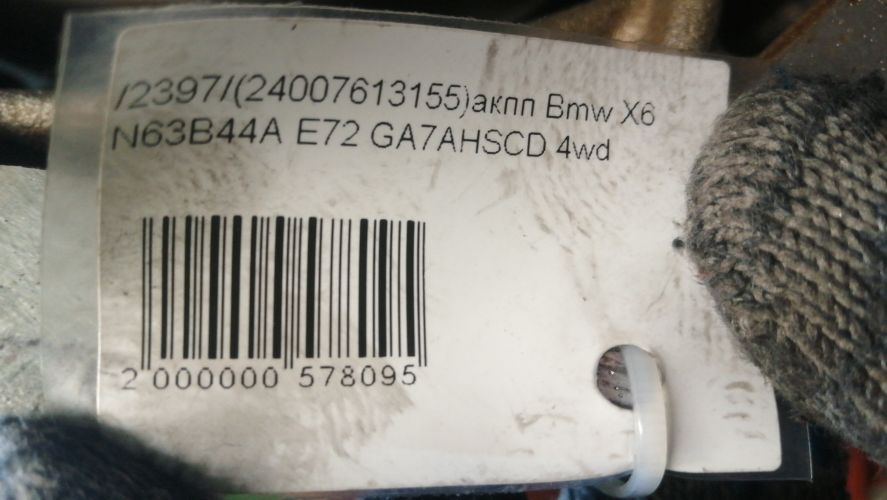 /2397/(24007613155)акпп Bmw X6
N63B44A E72 GA7AHSCD 4wd
2 000000 578095